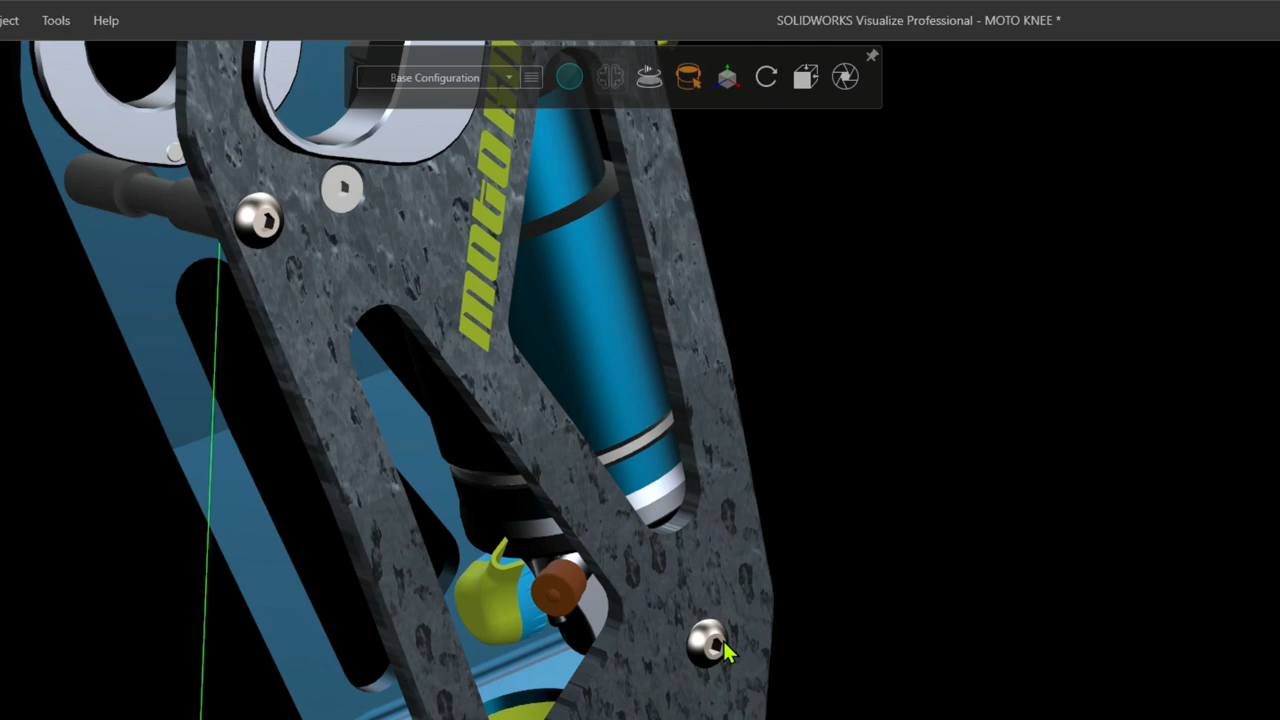 ject Tools Help
SOLIDWORKS Visualize Professional - MOTO KNEE *
Base Configuration